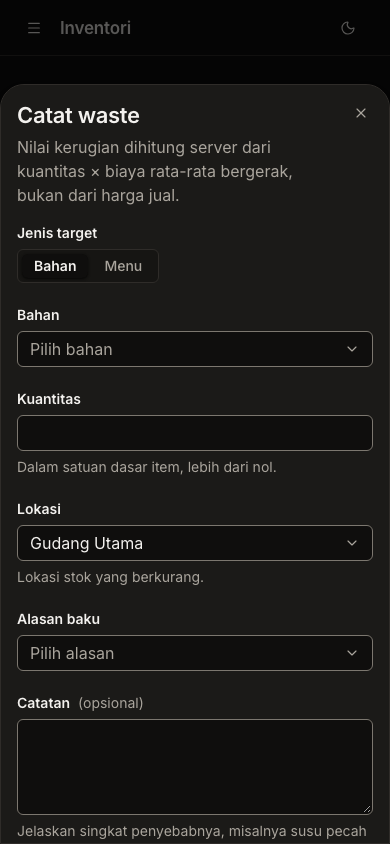 Inventori
Catat waste
Nilai kerugian dihitung server dari
kuantitas × biaya rata-rata bergerak,
bukan dari harga jual.
Jenis target
Bahan Menu
Bahan
Pilih bahan
Kuantitas
Dalam satuan dasar item, lebih dari nol.
Lokasi
Gudang Utama
Lokasi stok yang berkurang.
Alasan baku
Pilih alasan
Catatan (opsional)
Jelaskan singkat penyebabnya, misalnya susu pecah